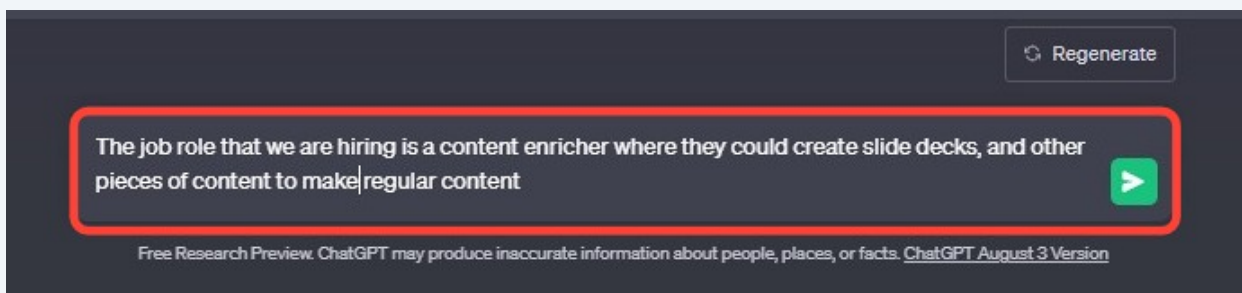 Regenerate
The job role that we are hiring is a content enricher where they could create slide decks, and other
pieces of content to make regular content
Free Research Preview. ChatGPT may produce inaccurate information about people, places, or facts. ChatGPT August 3 Version